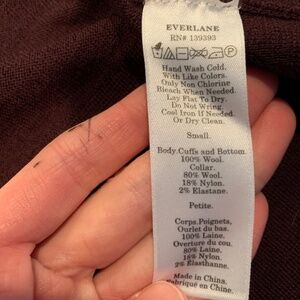 EVERLANE
RN# 139393
Hand Wash Cold.
With Like Colors.
Only Non Chlorine
Bleach When Needed.
Lay Flat To Dry.
Do Not Wring.
Cool Iron If Needed.
Or Dry Clean.
Small.
Body,Cuffs and Bottom
100% Wool.
Collar.
80% Wool.
18% Nylon.
2% Elastane.
Petite.
Corps,Poignets,
Ourlet du bas.
100% Laine.
Overture du cou.
80% Laine.
18% Nylon.
2% Elasthanne.
Made in China.
Fabriqué en Chine.